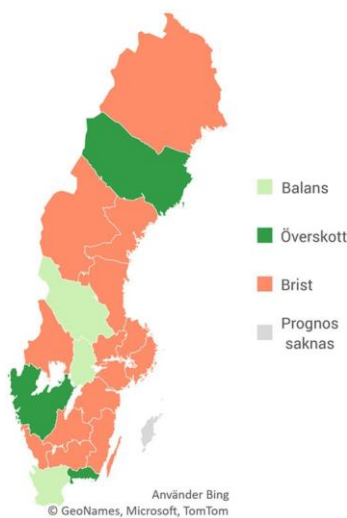 Balans
Överskott
Brist
Prognos
saknas
Använder Bing
© GeoNames, Microsoft, TomTom